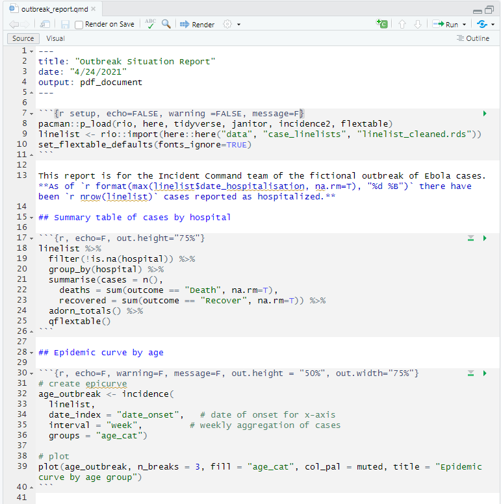 outbreak_report.qmd
Render on Save
ABC
Render
Run
Source Visual
Outline
1 ---
2 title: "Outbreak Situation Report"
3 date: "4/24/2021"
4 output: pdf_document
5 ---
6
7 ```{r setup, echo=FALSE, warning =FALSE, message=F}
8 pacman::p_load(rio, here, tidyverse, janitor, incidence2, flextable)
9 linelist <- rio::import(here::here("data", "case_linelists", "linelist_cleaned.rds"))
10 set_flextable_defaults(fonts_ignore=TRUE)
11 ```
12
13 This report is for the Incident Command team of the fictional outbreak of Ebola cases.
**As of `r format(max(linelist$date_hospitalisation, na.rm=T), "%d %B")` there have
been `r nrow(linelist)` cases reported as hospitalized.**
14
15 ## Summary table of cases by hospital
16
17 ```{r, echo=F, out.height="75%"}
18 linelist %>%
19 filter(!is.na(hospital)) %>%
20 group_by(hospital) %>%
21 summarise(cases = n(),
22 deaths = sum(outcome == "Death", na.rm=T),
23 recovered = sum(outcome == "Recover", na.rm=T)) %>%
24 adorn_totals() %>%
25 qflextable()
26 ```
27
28 ## Epidemic curve by age
29
30 ```{r, echo=F, warning=F, message=F, out.height = "50%", out.width="75%"}
31 # create epicurve
32 age_outbreak <- incidence(
33 linelist,
34 date_index = "date_onset", # date of onset for x-axis
35 interval = "week", # weekly aggregation of cases
36 groups = "age_cat")
37
38 # plot
39 plot(age_outbreak, n_breaks = 3, fill = "age_cat", col_pal = muted, title = "Epidemic
curve by age group")
40 ```
41